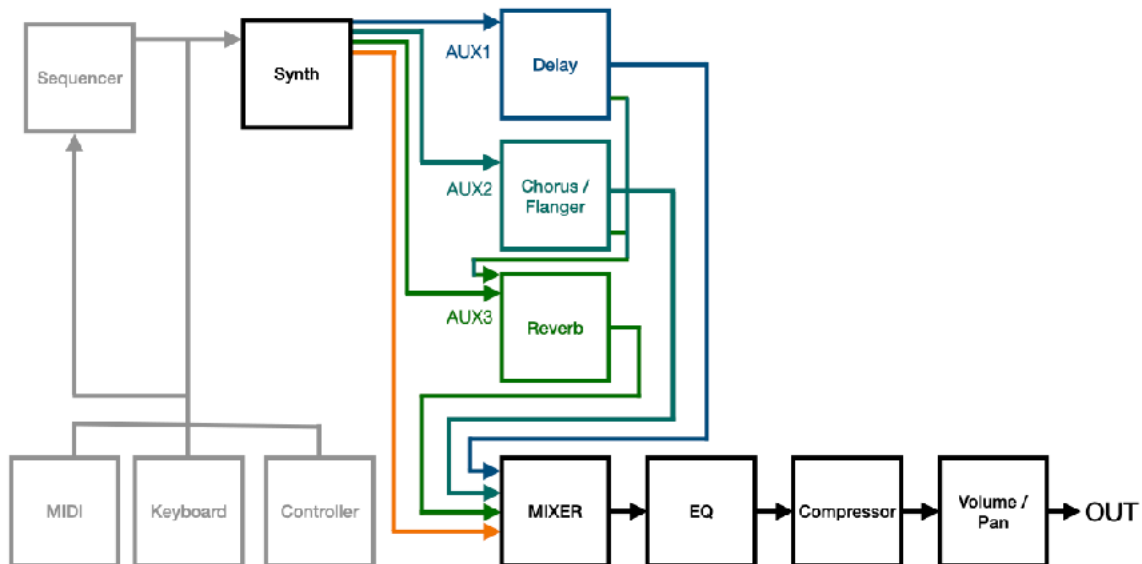 Sequencer
Synth
AUX1
Delay
AUX2
Chorus /
Flanger
AUX3
Reverb
MIDI
Keyboard
Controller
MIXER
EQ
Compressor
Volume /
Pan
OUT